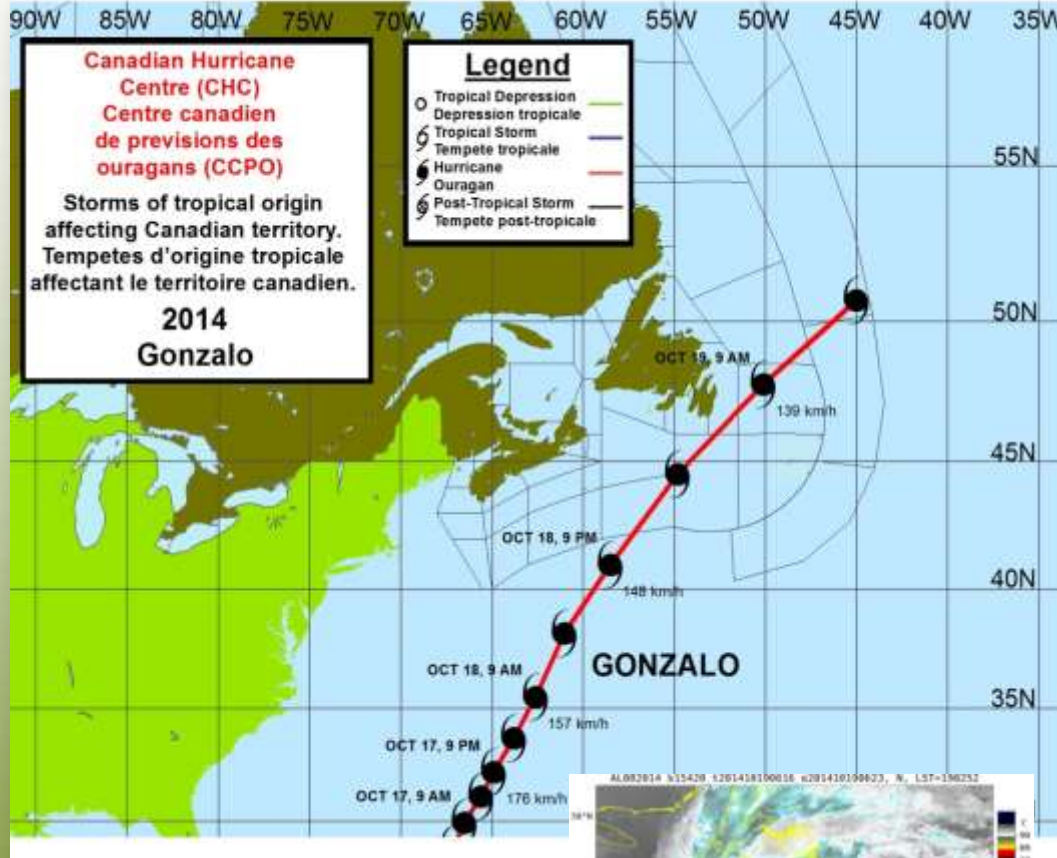 90W 85W 80W 75W 70W 65W 60W 55W 50W 45W 40W 35W
Canadian Hurricane
Centre (CHC)
Centre canadien
de previsions des
ouragans (CCPO)
Storms of tropical origin
affecting Canadian territory.
Tempetes d'origine tropicale
affectant le territoire canadien.
2014
Gonzalo
Legend
Tropical Depression
Depression tropicale
Tropical Storm
Tempete tropicale
Hurricane
Ouragan
Post-Tropical Storm
Tempete post-tropicale
55N
50N
OCT 19, 9 AM
139 km/h
45N
OCT 18, 9 PM
148 km/h
40N
GONZALO
OCT 18, 9 AM
157 km/h
35N
OCT 17, 9 PM
OCT 17, 9 AM
176 km/h